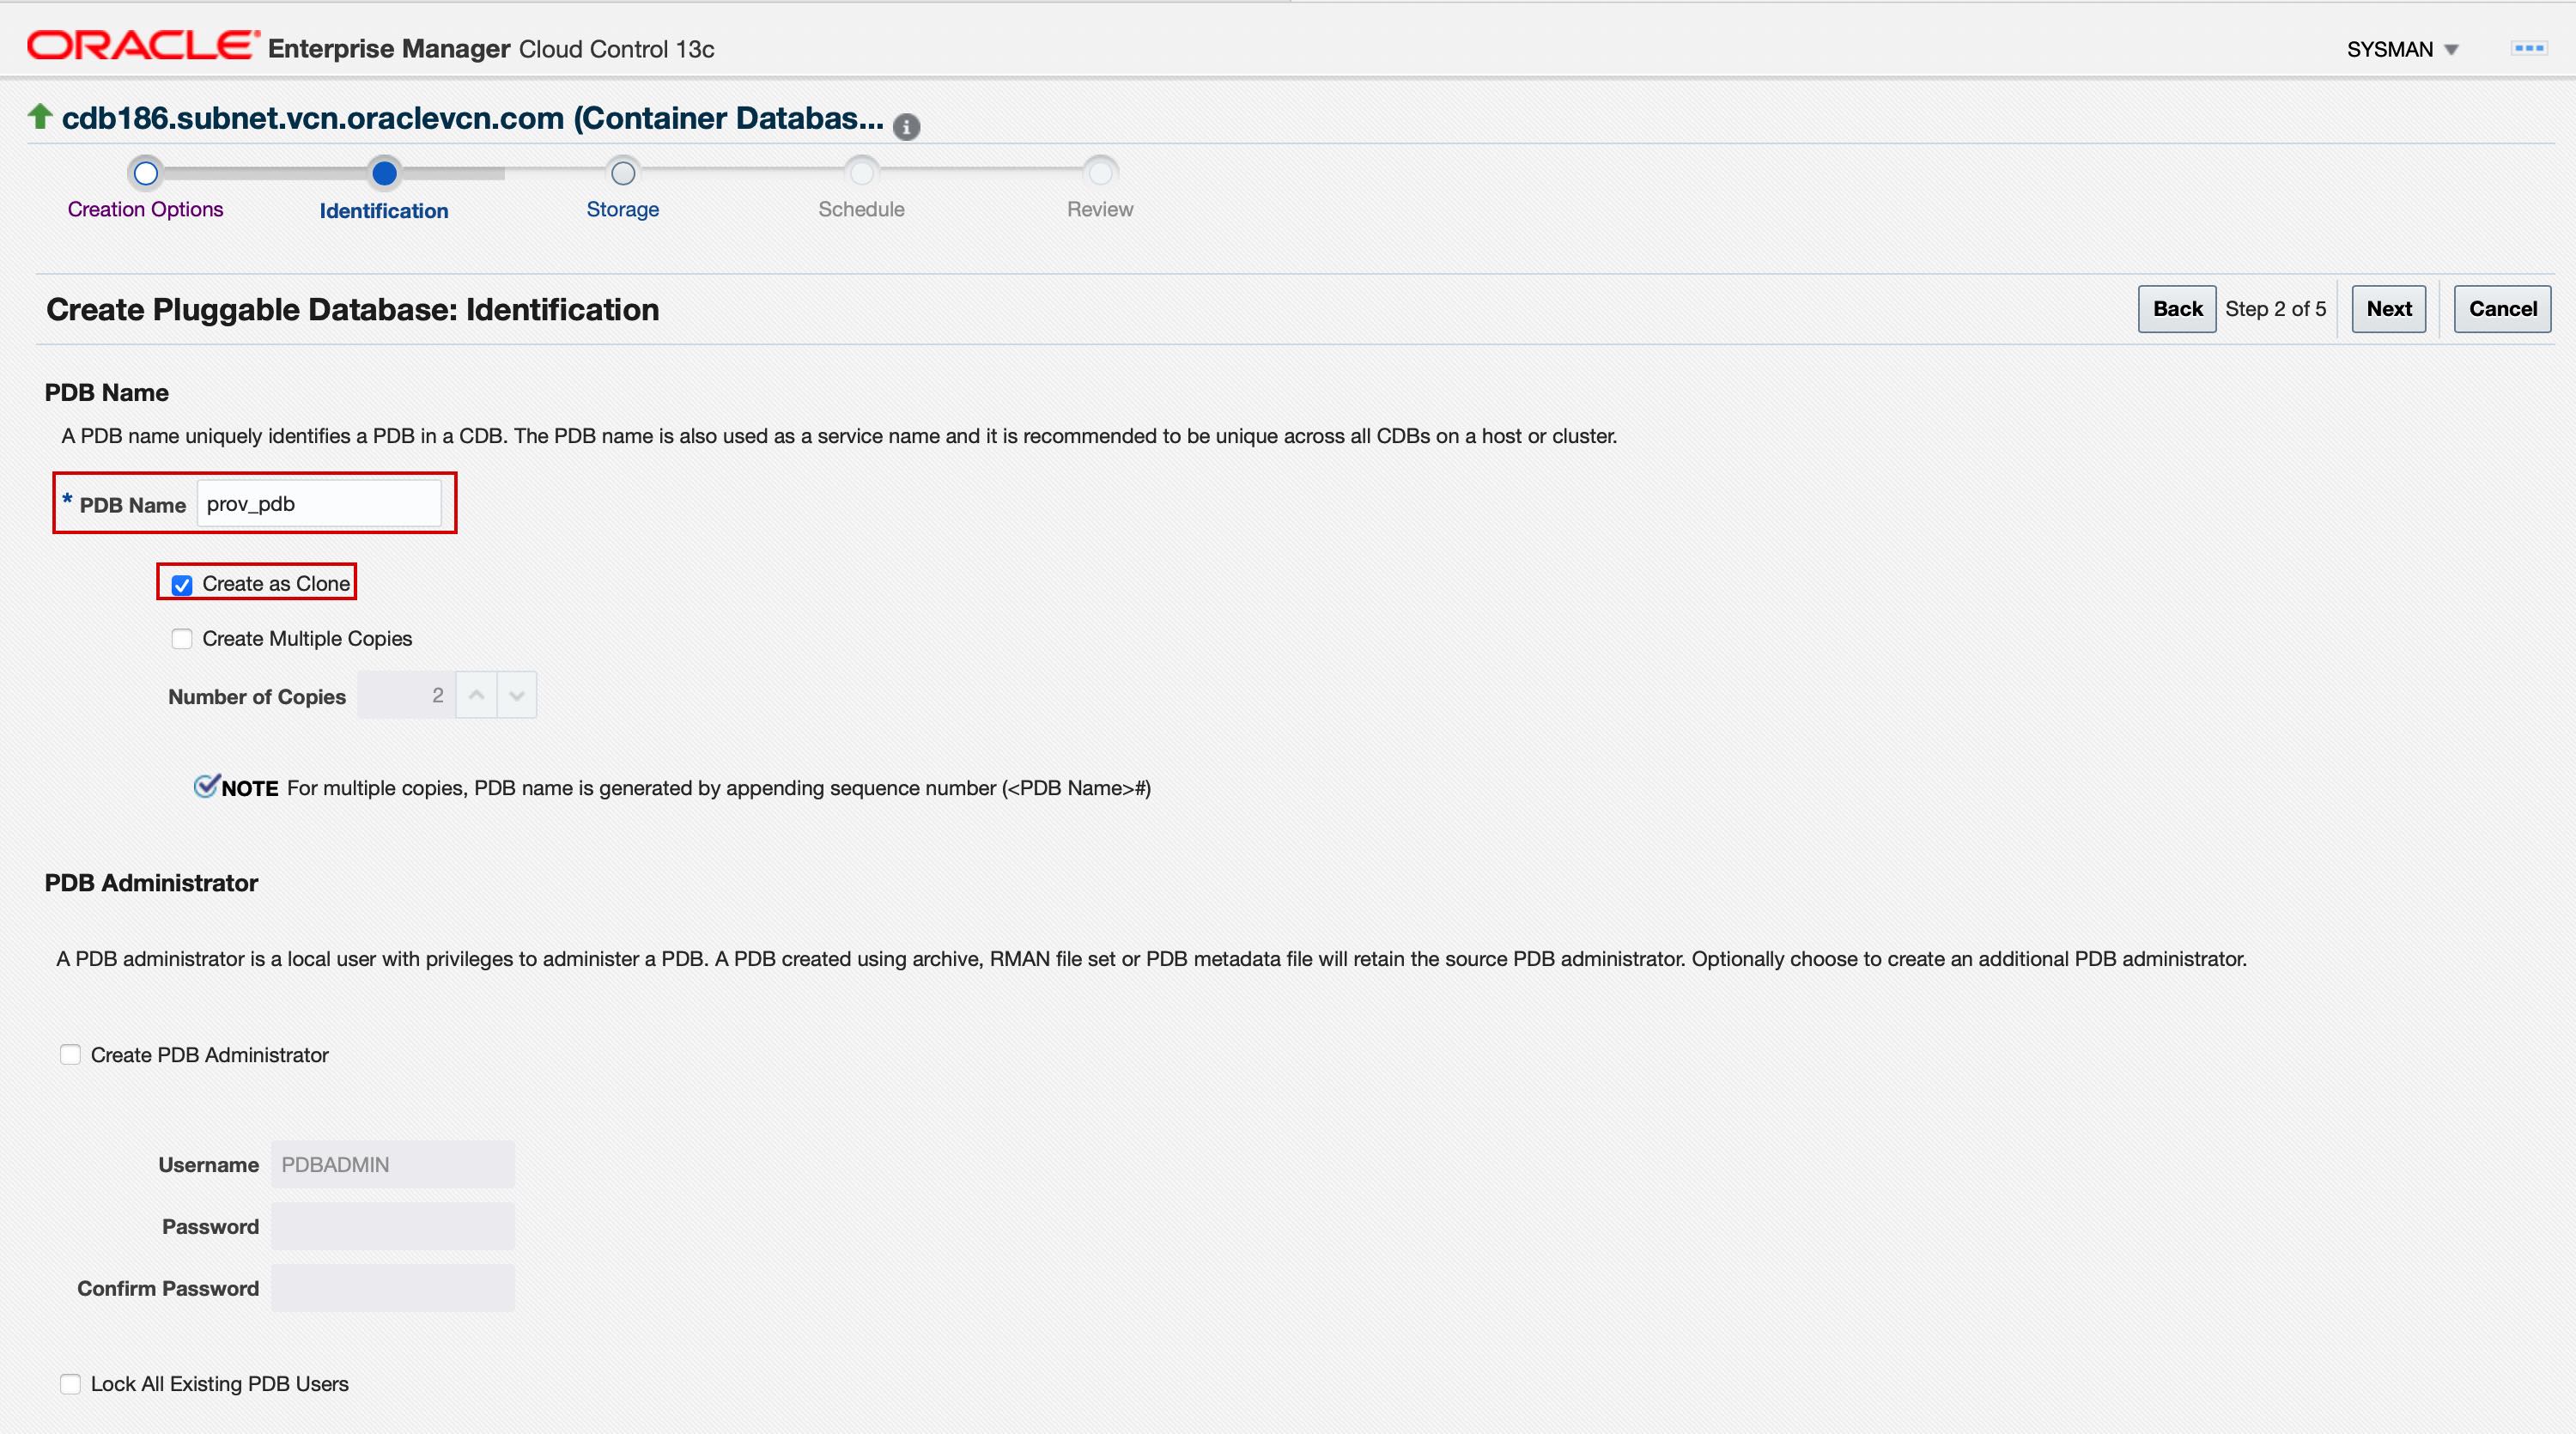 ORACLE® Enterprise Manager Cloud Control 13c
SYSMAN
cdb186.subnet.vcn.oraclevcn.com (Container Databas...
Creation Options
Identification
Storage
Schedule
Review
Create Pluggable Database: Identification
Back Step 2 of 5 Next Cancel
PDB Name
A PDB name uniquely identifies a PDB in a CDB. The PDB name is also used as a service name and it is recommended to be unique across all CDBs on a host or cluster.
* PDB Name prov_pdb
Create as Clone
Create Multiple Copies
Number of Copies 2
NOTE For multiple copies, PDB name is generated by appending sequence number (<PDB Name>#)
PDB Administrator
A PDB administrator is a local user with privileges to administer a PDB. A PDB created using archive, RMAN file set or PDB metadata file will retain the source PDB administrator. Optionally choose to create an additional PDB administrator.
Create PDB Administrator
Username PDBADMIN
Password
Confirm Password
Lock All Existing PDB Users